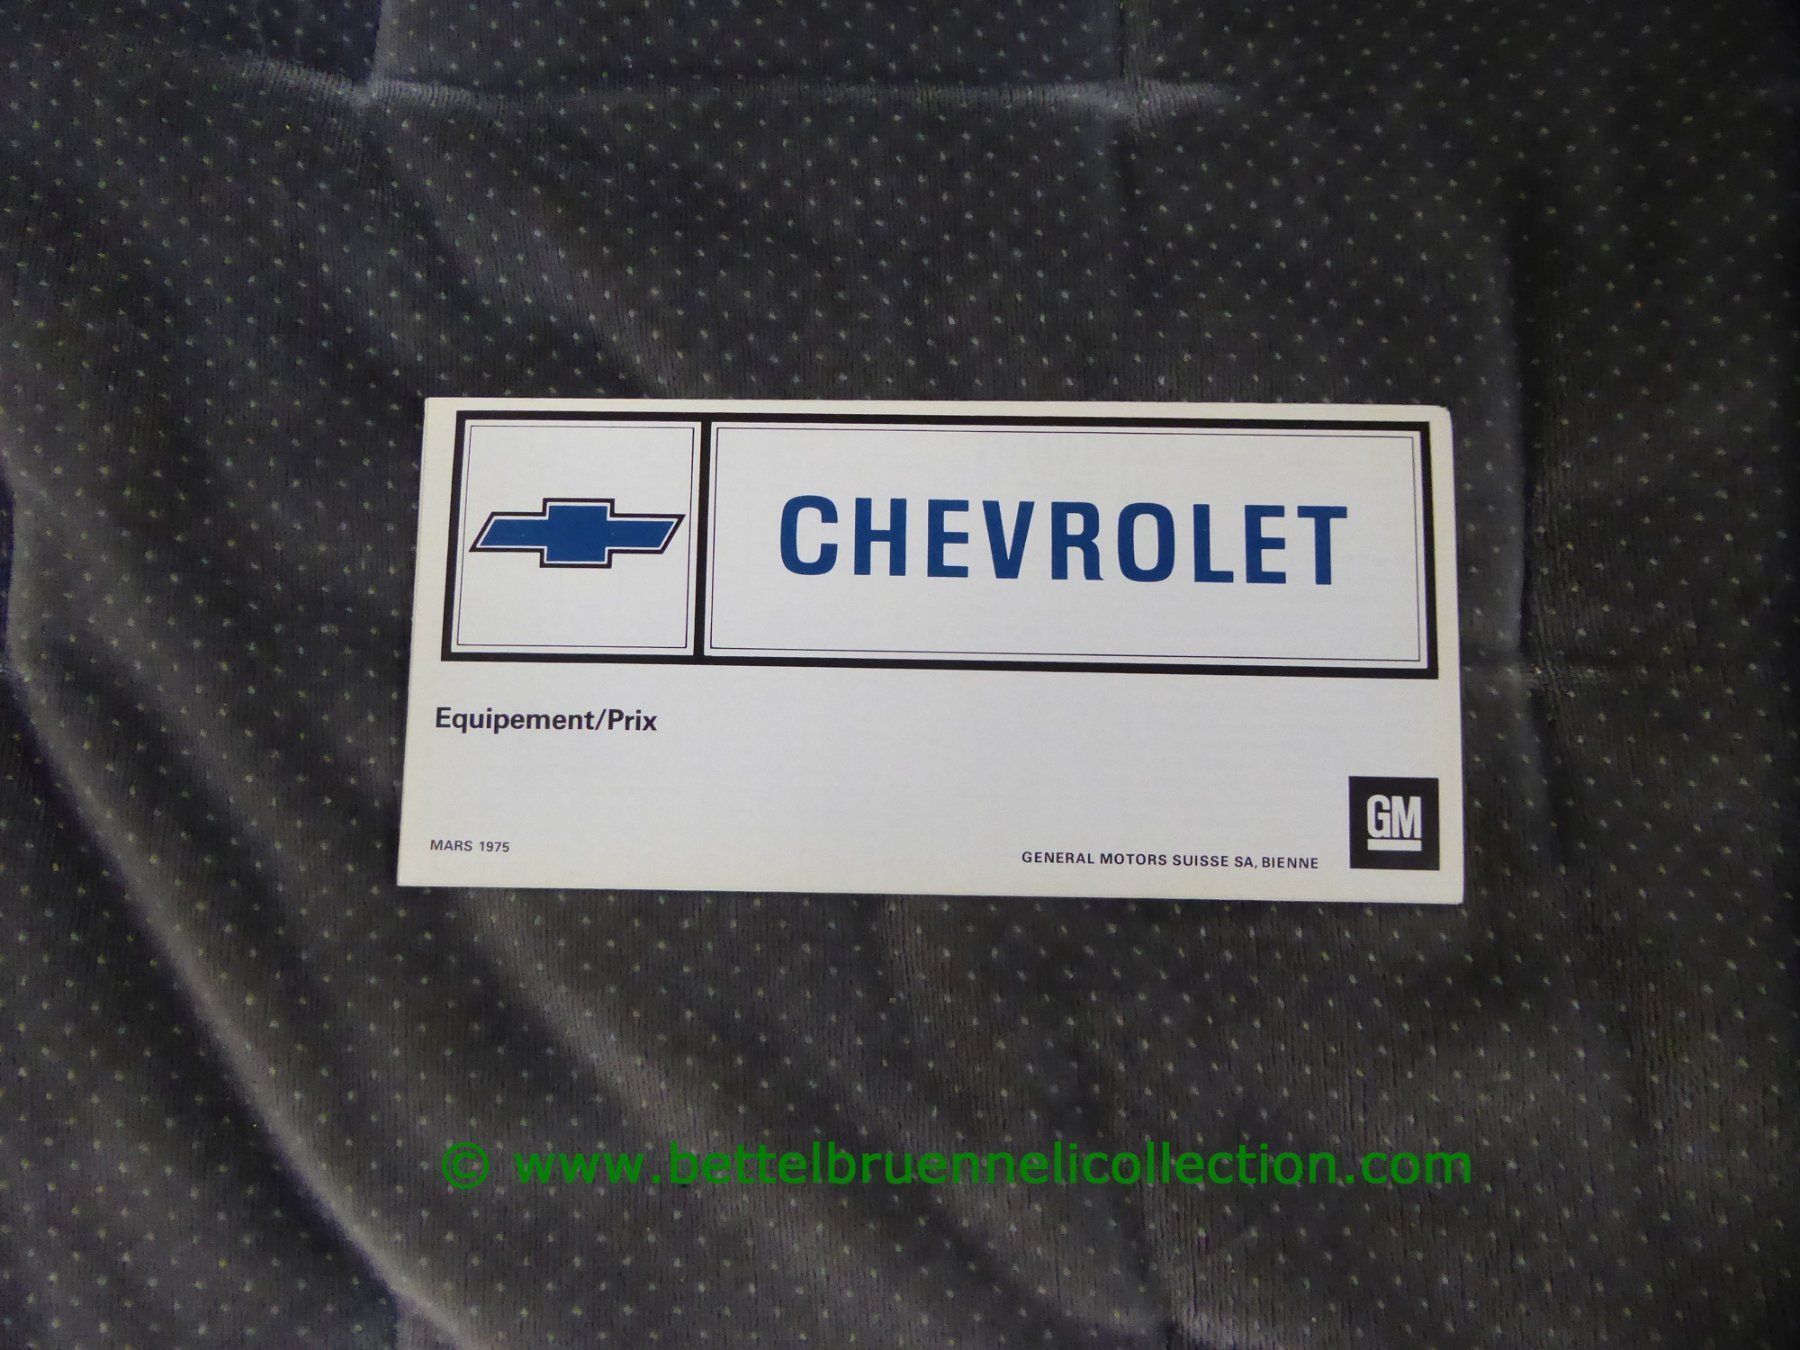 CHEVROLET
Equipement/Prix
GM
MARS 1975
GENERAL MOTORS SUISSE SA, BIENNE
© www.bettelbruennelicollection.com